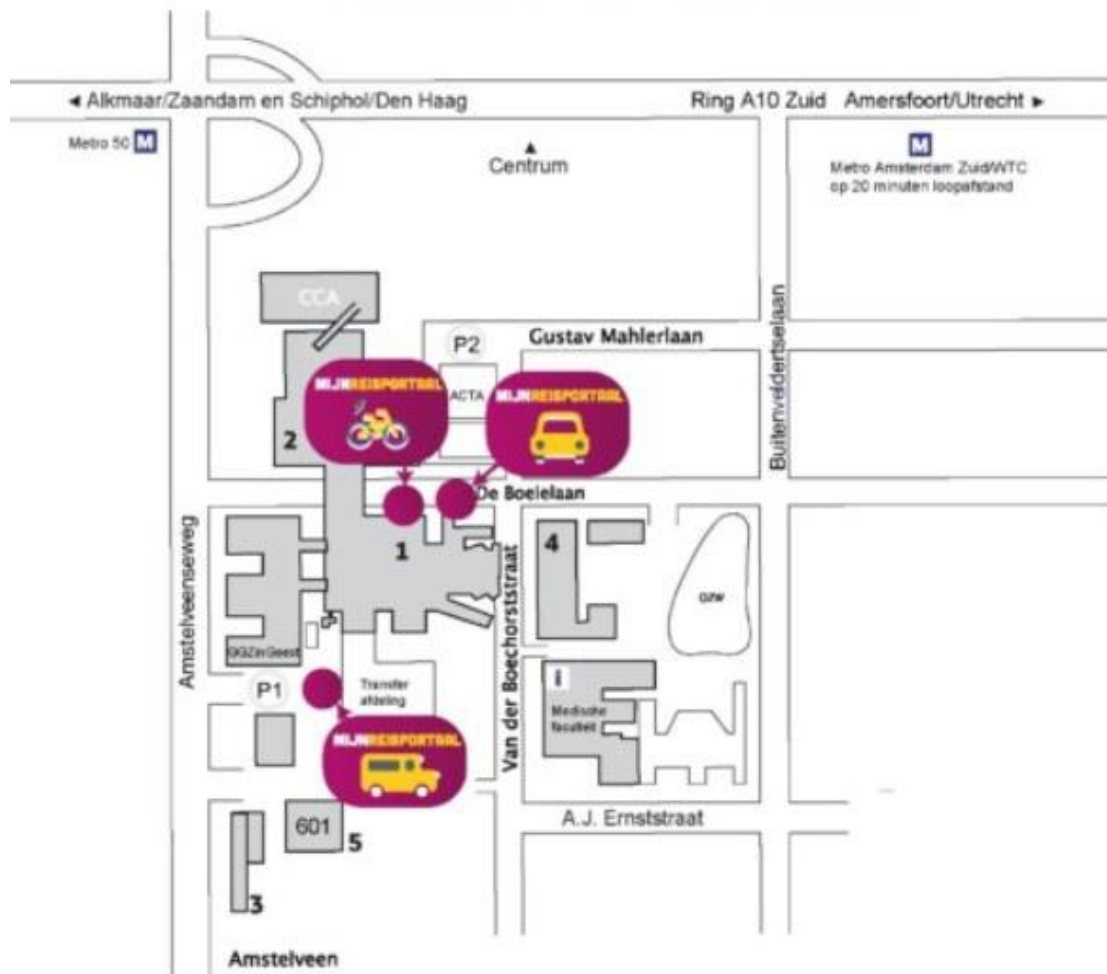 ◄ Alkmaar/Zaandam en Schiphol/Den Haag
Ring A10 Zuid Amersfoort/Utrecht ►
Metro 50 M
▲
Centrum
M
Metro Amsterdam Zuid/WTC
op 20 minuten loopafstand
CCA
Buitenveldertselaan
P2
Gustav Mahlerlaan
MIJNREISPORTAAL
ACTA
MIJNREISPORTAAL
2
De Boelelaan
Amstelveenseweg
1
Van der Boechorststraat
4
OZW
GGZinGeest
P1
Transfer
afdeling
i
Medische
faculteit
MIJNREISPORTAAL
601
5
A.J. Ernststraat
3
Amstelveen